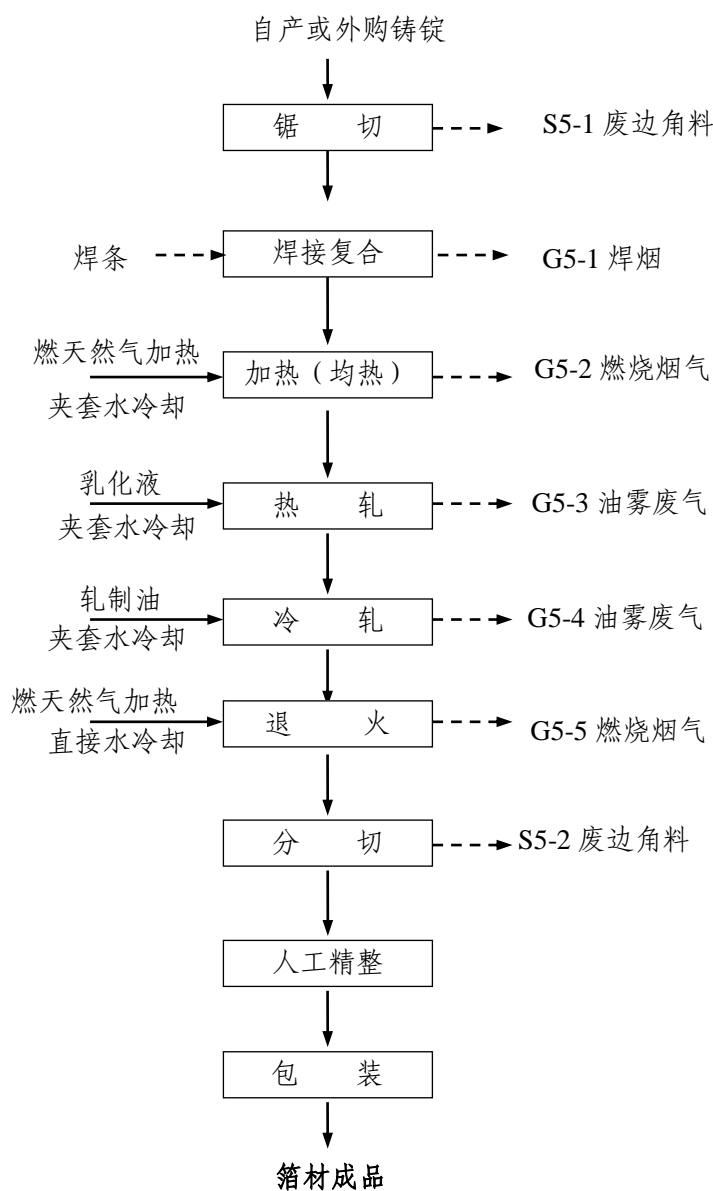 自产或外购铸锭
锯 切
S5-1 废边角料
焊条
焊接复合
G5-1 焊烟
燃天然气加热
夹套水冷却
加热（均热）
G5-2 燃烧烟气
乳化液
夹套水冷却
热 轧
G5-3 油雾废气
轧制油
夹套水冷却
冷 轧
G5-4 油雾废气
燃天然气加热
直接水冷却
退 火
G5-5 燃烧烟气
分 切
S5-2 废边角料
人工精整
包 装
箔材成品